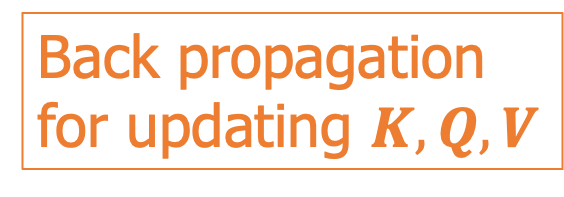 Back propagation
for updating K, Q, V